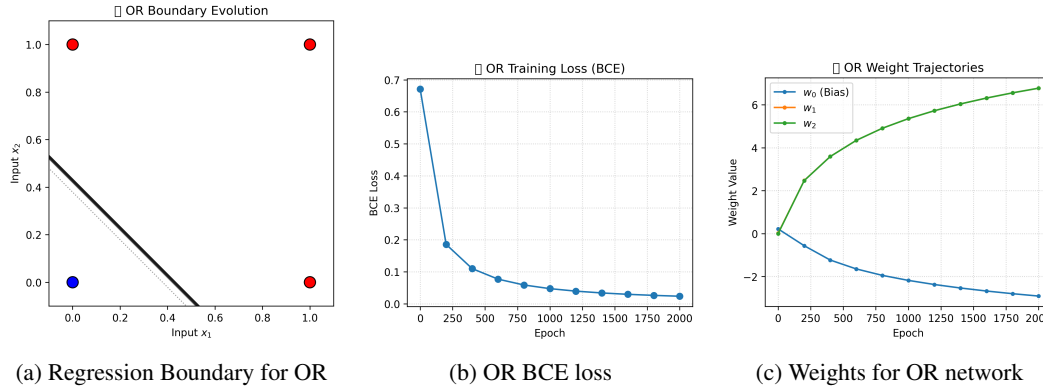 ▯ OR Boundary Evolution
1.0
0.8
0.6
0.4
0.2
0.0
Input x₂
0.0 0.2 0.4 0.6 0.8 1.0
Input x₁
(a) Regression Boundary for OR
▯ OR Training Loss (BCE)
0.7
0.6
0.5
0.4
0.3
0.2
0.1
0.0
BCE Loss
0 250 500 750 1000 1250 1500 1750 2000
Epoch
(b) OR BCE loss
▯ OR Weight Trajectories
w₀ (Bias)
w₁
w₂
6
4
2
0
−2
Weight Value
0 250 500 750 1000 1250 1500 1750 200
Epoch
(c) Weights for OR network